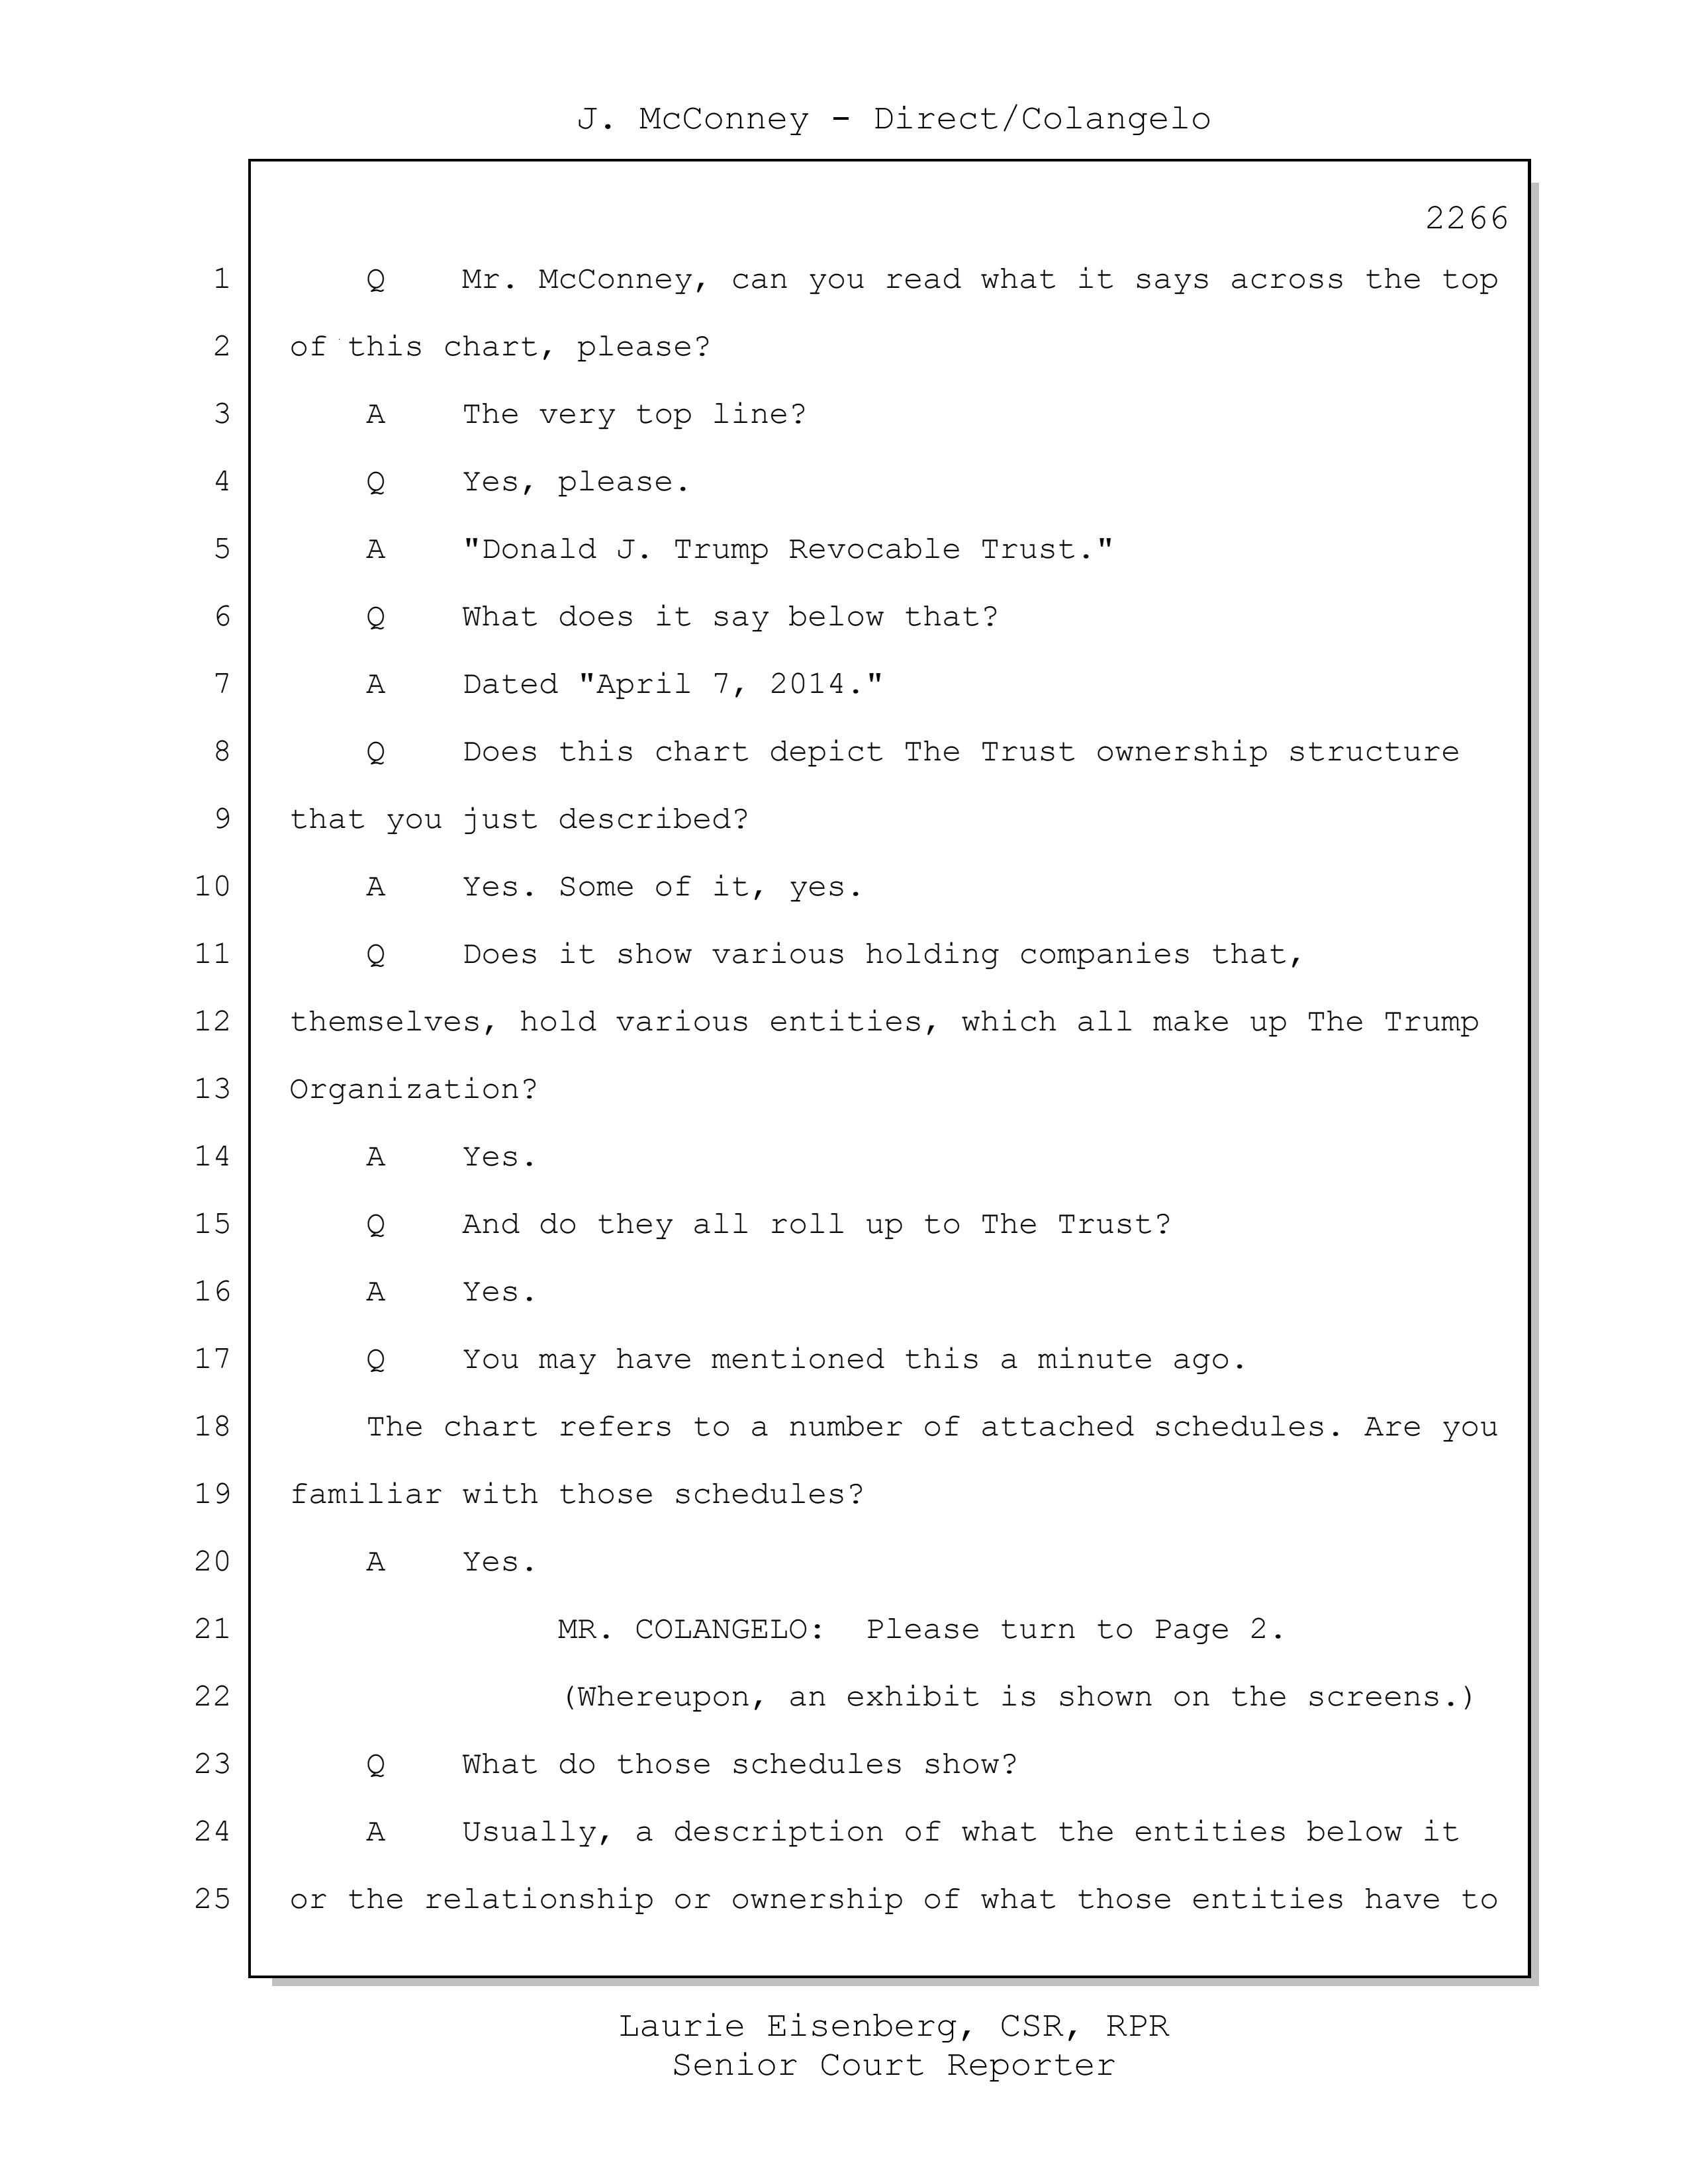 J. McConney - Direct/Colangelo
2266
1 Q Mr. McConney, can you read what it says across the top
2 of this chart, please?
3 A The very top line?
4 Q Yes, please.
5 A "Donald J. Trump Revocable Trust."
6 Q What does it say below that?
7 A Dated "April 7, 2014."
8 Q Does this chart depict The Trust ownership structure
9 that you just described?
10 A Yes. Some of it, yes.
11 Q Does it show various holding companies that,
12 themselves, hold various entities, which all make up The Trump
13 Organization?
14 A Yes.
15 Q And do they all roll up to The Trust?
16 A Yes.
17 Q You may have mentioned this a minute ago.
18 The chart refers to a number of attached schedules. Are you
19 familiar with those schedules?
20 A Yes.
21 MR. COLANGELO: Please turn to Page 2.
22 (Whereupon, an exhibit is shown on the screens.)
23 Q What do those schedules show?
24 A Usually, a description of what the entities below it
25 or the relationship or ownership of what those entities have to
Laurie Eisenberg, CSR, RPR
Senior Court Reporter